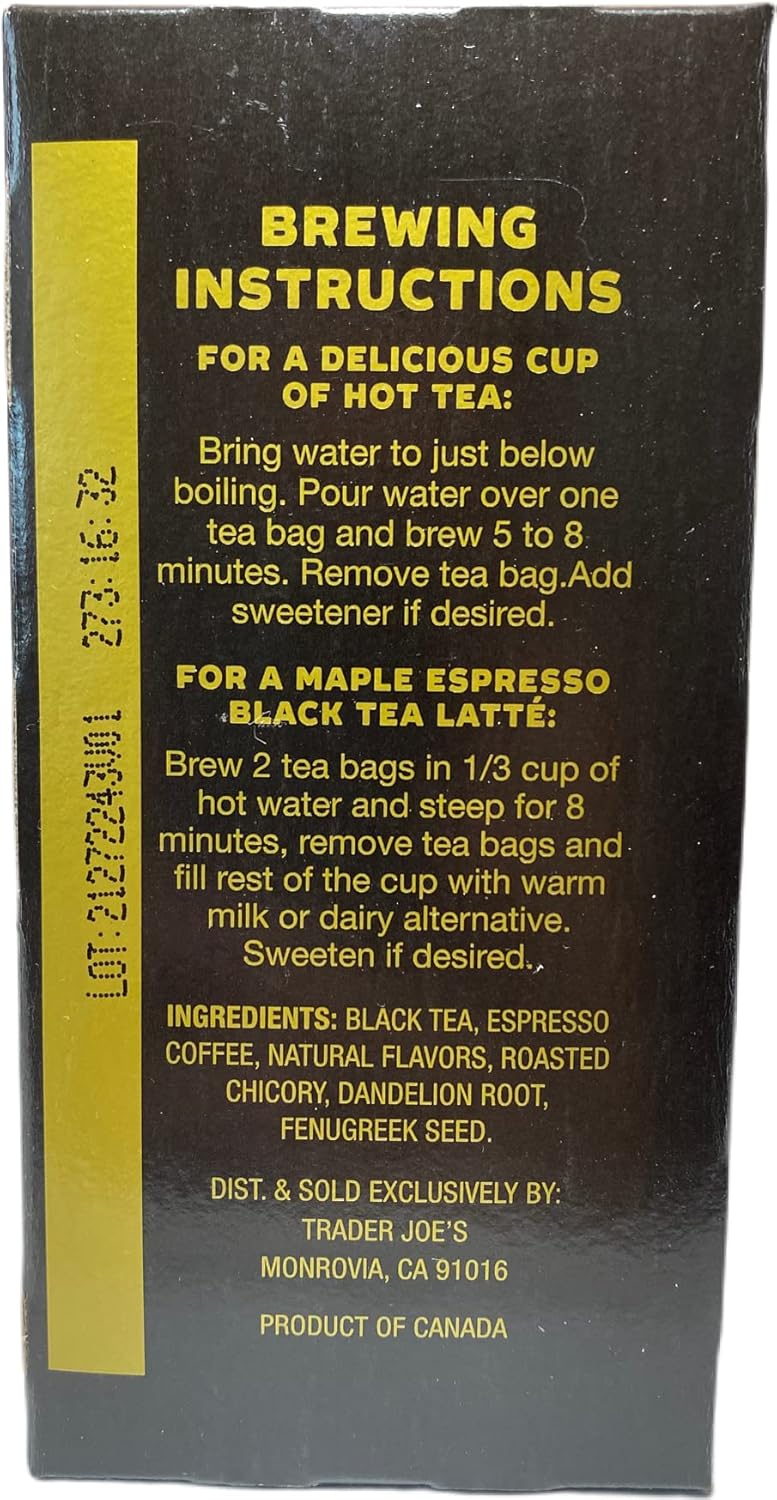 BREWING
INSTRUCTIONS
FOR A DELICIOUS CUP
OF HOT TEA:
Bring water to just below
boiling. Pour water over one
tea bag and brew 5 to 8
minutes. Remove tea bag.Add
sweetener if desired.
FOR A MAPLE ESPRESSO
BLACK TEA LATTÉ:
Brew 2 tea bags in 1/3 cup of
hot water and steep for 8
minutes, remove tea bags and
fill rest of the cup with warm
milk or dairy alternative.
Sweeten if desired.
INGREDIENTS: BLACK TEA, ESPRESSO
COFFEE, NATURAL FLAVORS, ROASTED
CHICORY, DANDELION ROOT,
FENUGREEK SEED.
DIST. & SOLD EXCLUSIVELY BY:
TRADER JOE'S
MONROVIA, CA 91016
PRODUCT OF CANADA
LOT:21272243V01 273:16:32